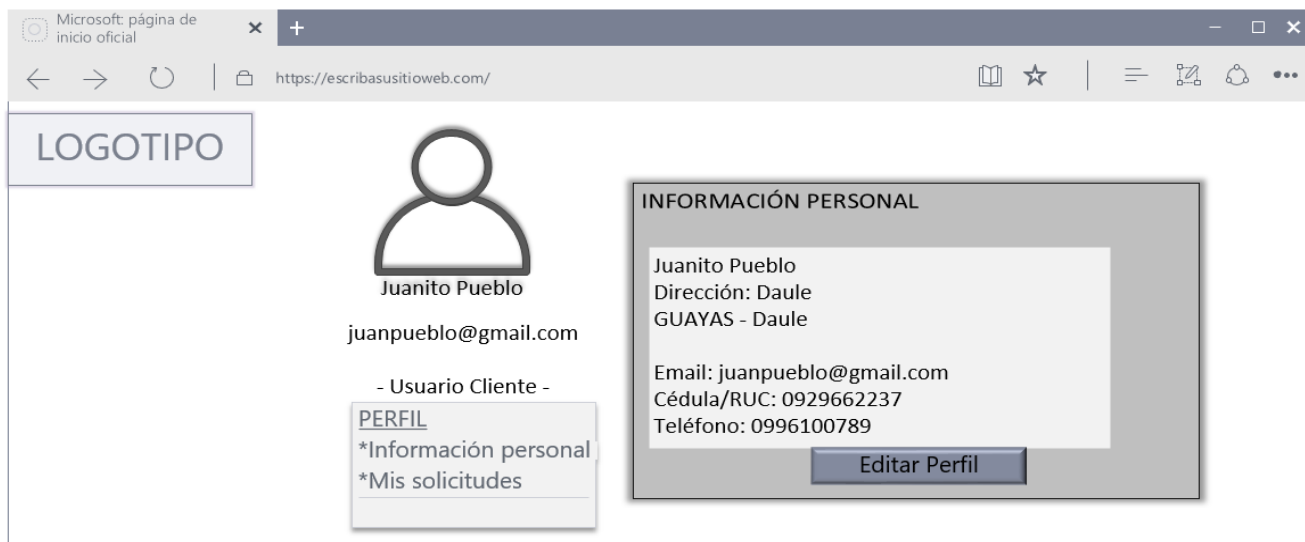 Microsoft: página de
inicio oficial
https://escribasusitioweb.com/
LOGOTIPO
Juanito Pueblo
juanpueblo@gmail.com
- Usuario Cliente -
PERFIL
*Información personal
*Mis solicitudes
INFORMACIÓN PERSONAL
Juanito Pueblo
Dirección: Daule
GUAYAS - Daule
Email: juanpueblo@gmail.com
Cédula/RUC: 0929662237
Teléfono: 0996100789
Editar Perfil